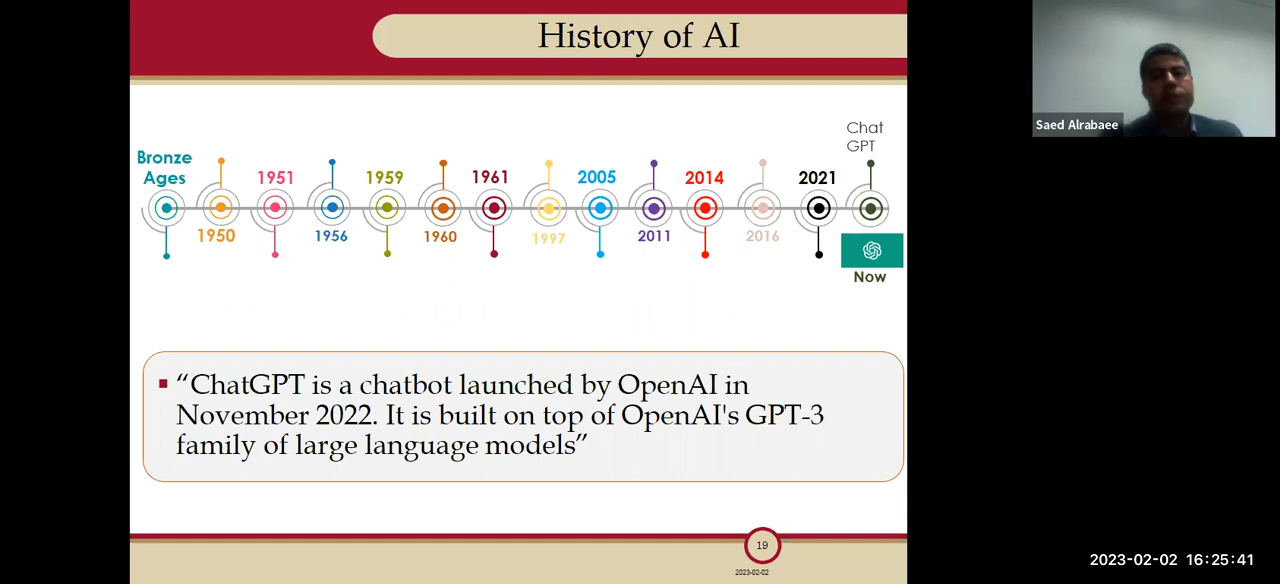 History of AI
Saed Alrabaee
Chat
GPT
Bronze
Ages
1951
1959
1961
2005
2014
2021
1950
1956
1960
1997
2011
2016
Now
▪ “ChatGPT is a chatbot launched by OpenAI in
November 2022. It is built on top of OpenAI's GPT-3
family of large language models”
19
2023-02-02
2023-02-02 16:25:41